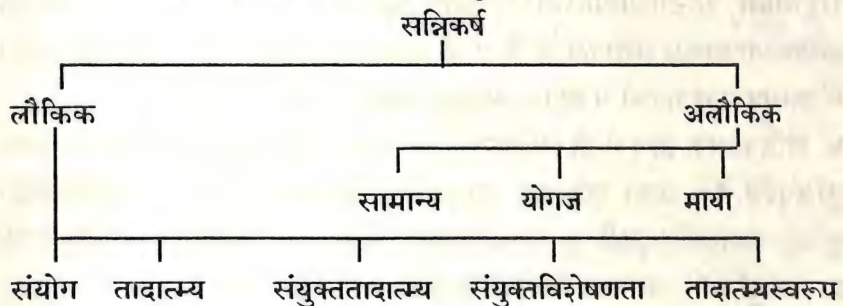 सन्निकर्ष
लौकिक अलौकिक
सामान्य योगज माया
संयोग तादात्म्य संयुक्ततादात्म्य संयुक्तविशेषणता तादात्म्यस्वरूप